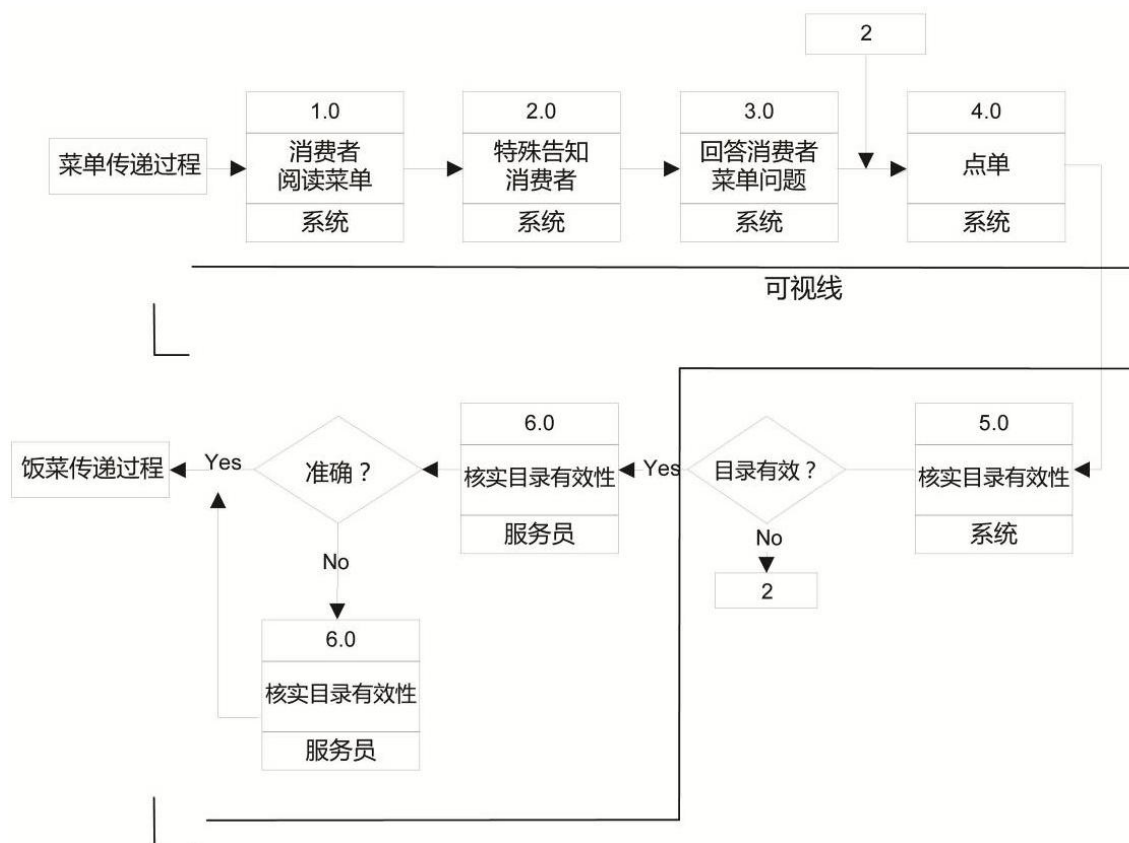 2
1.0
2.0
3.0
4.0
菜单传递过程
消费者
阅读菜单
特殊告知
消费者
回答消费者
菜单问题
点单
系统
系统
系统
系统
可视线
6.0
5.0
饭菜传递过程
Yes
准确？
核实目录有效性
Yes
目录有效？
核实目录有效性
服务员
系统
No
No
2
6.0
核实目录有效性
服务员